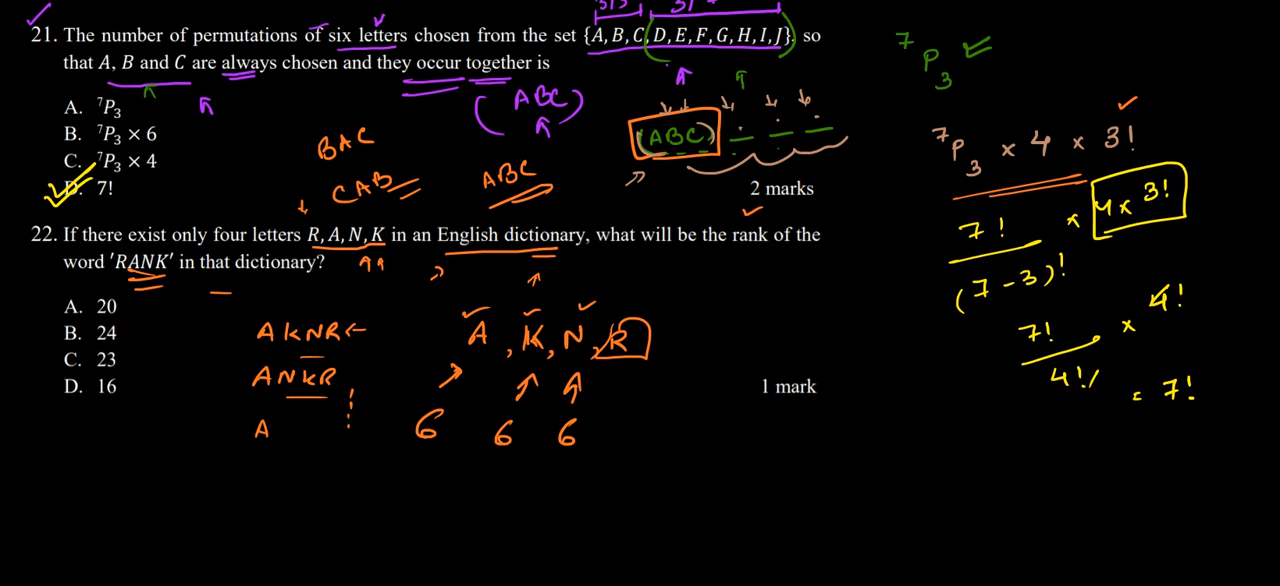 3!3
21. The number of permutations of six letters chosen from the set {A, B, C, D, E, F, G, H, I, J}, so
that A, B and C are always chosen and they occur together is
A. ⁷P₃
B. ⁷P₃ × 6
C. ⁷P₃ × 4
D. 7!
2 marks
(ABC)
BAC
CAB
ABC
(ABC)
⁷P₃
⁷P₃ × 4 × 3!
7! × 4 × 3!
(7 - 3)!
7! × 4!
4!
= 7!
22. If there exist only four letters R, A, N, K in an English dictionary, what will be the rank of the
word 'RANK' in that dictionary?
A. 20
B. 24
C. 23
D. 16
1 mark
AKNR
ANKR
A
A, K, N, R
6 6 6